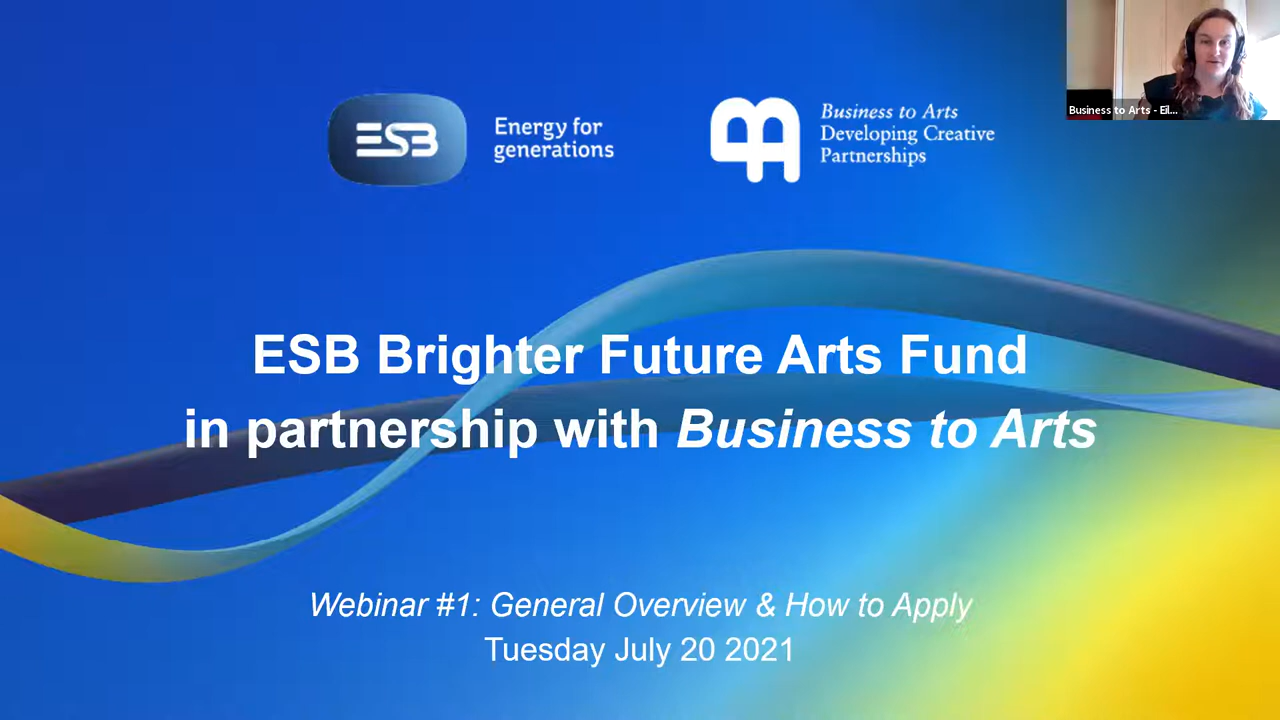 ESB
Energy for
generations
Business to Arts
Developing Creative
Partnerships
Business to Arts - Eil...
ESB Brighter Future Arts Fund
in partnership with Business to Arts
Webinar #1: General Overview & How to Apply
Tuesday July 20 2021